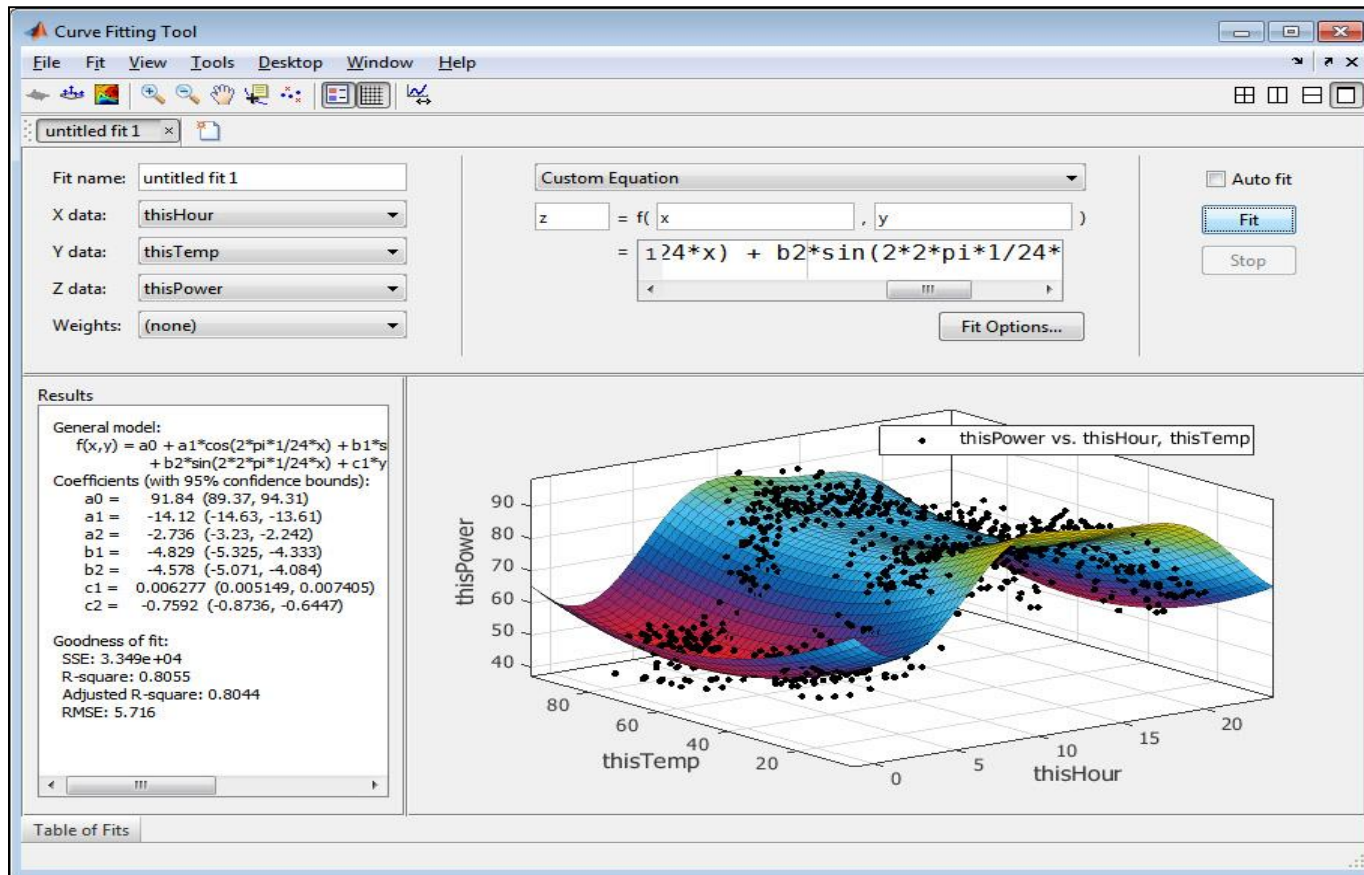 Curve Fitting Tool
File Fit View Tools Desktop Window Help
untitled fit 1
Fit name: untitled fit 1
X data: thisHour
Y data: thisTemp
Z data: thisPower
Weights: (none)
Custom Equation
z = f( x , y )
= 1 24*x) + b2*sin(2*2*pi*1/24*
Fit Options...
Auto fit
Fit
Stop
Results
General model:
f(x,y) = a0 + a1*cos(2*pi*1/24*x) + b1*s
+ b2*sin(2*2*pi*1/24*x) + c1*y
Coefficients (with 95% confidence bounds):
a0 = 91.84 (89.37, 94.31)
a1 = -14.12 (-14.63, -13.61)
a2 = -2.736 (-3.23, -2.242)
b1 = -4.829 (-5.325, -4.333)
b2 = -4.578 (-5.071, -4.084)
c1 = 0.006277 (0.005149, 0.007405)
c2 = -0.7592 (-0.8736, -0.6447)
Goodness of fit:
SSE: 3.349e+04
R-square: 0.8055
Adjusted R-square: 0.8044
RMSE: 5.716
thisPower vs. thisHour, thisTemp
thisPower
90
80
70
60
50
40
80
60
40
20
thisTemp
0
5
10
15
20
thisHour
Table of Fits